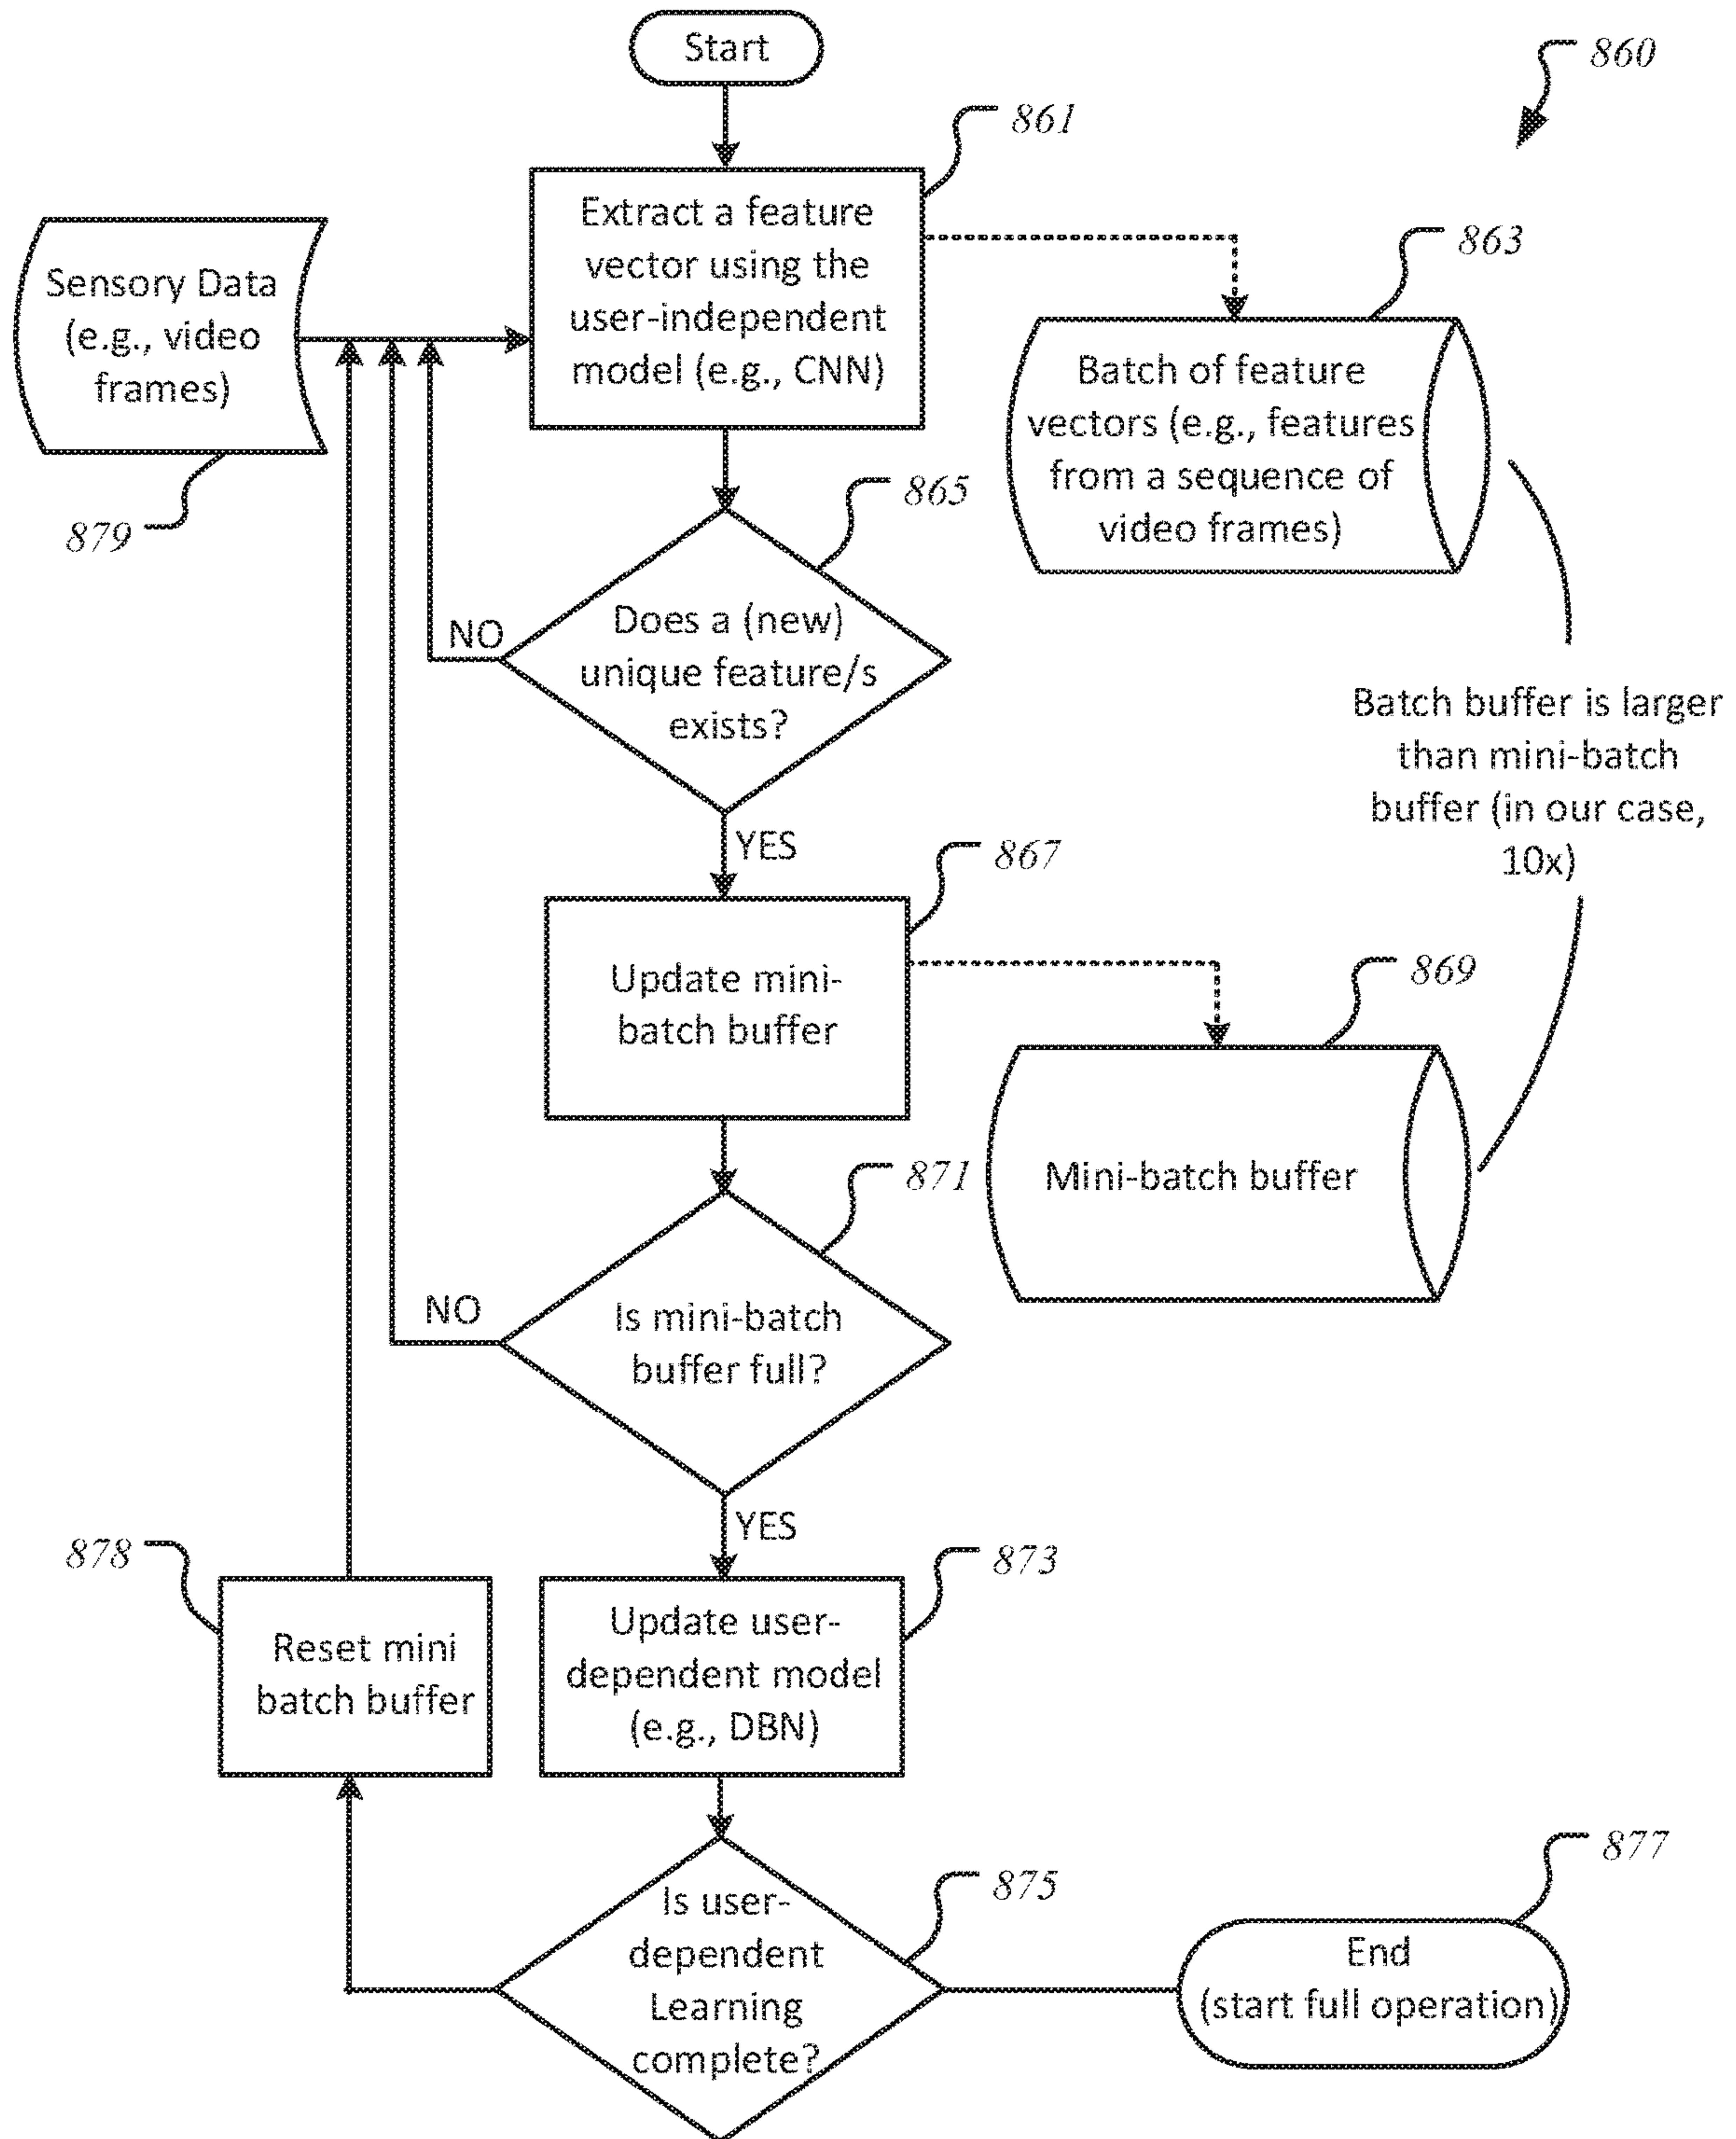 Start
860
861
Extract a feature
vector using the
user-independent
model (e.g., CNN)
Sensory Data
(e.g., video
frames)
879
863
Batch of feature
vectors (e.g., features
from a sequence of
video frames)
865
Does a (new)
unique feature/s
exists?
NO
YES
Batch buffer is larger
than mini-batch
buffer (in our case,
10x)
867
Update mini-
batch buffer
869
Mini-batch buffer
871
Is mini-batch
buffer full?
NO
YES
878
Reset mini
batch buffer
873
Update user-
dependent model
(e.g., DBN)
875
Is user-
dependent
Learning
complete?
877
End
(start full operation)